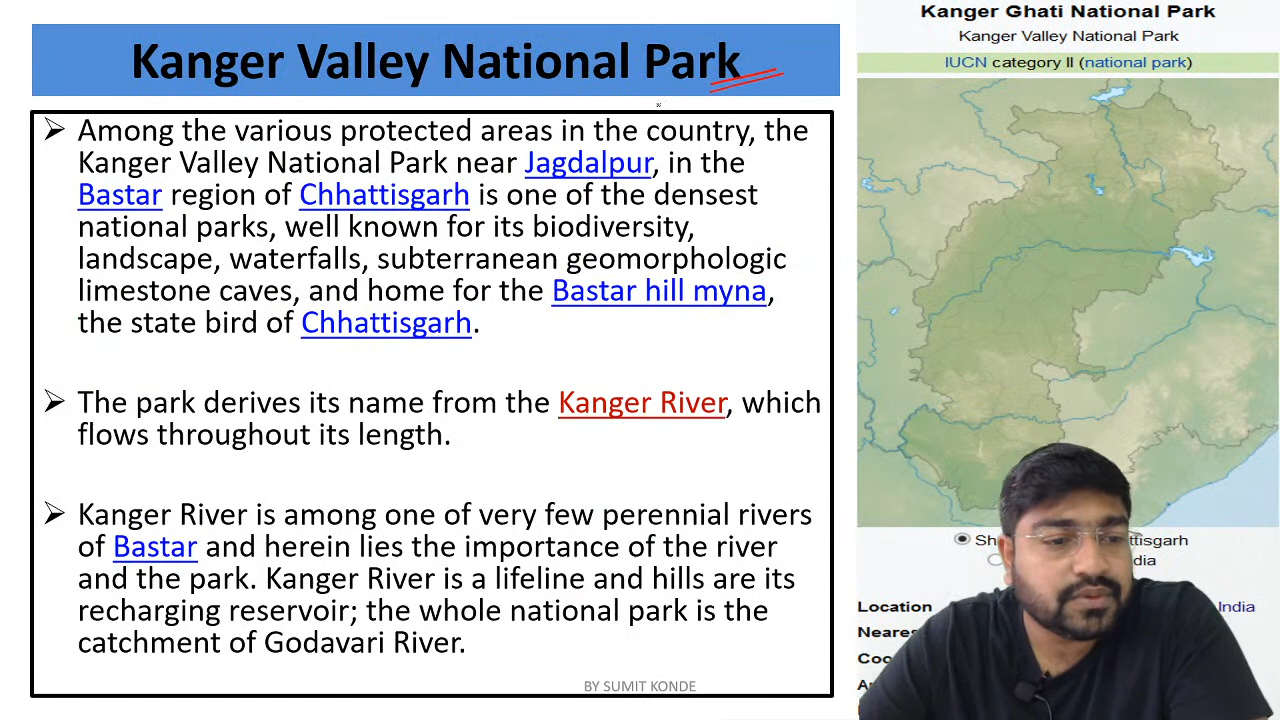 Kanger Valley National Park
Among the various protected areas in the country, the
Kanger Valley National Park near Jagdalpur, in the
Bastar region of Chhattisgarh is one of the densest
national parks, well known for its biodiversity,
landscape, waterfalls, subterranean geomorphologic
limestone caves, and home for the Bastar hill myna,
the state bird of Chhattisgarh.
The park derives its name from the Kanger River, which
flows throughout its length.
Kanger River is among one of very few perennial rivers
of Bastar and herein lies the importance of the river
and the park. Kanger River is a lifeline and hills are its
recharging reservoir; the whole national park is the
catchment of Godavari River.
BY SUMIT KONDE
Kanger Ghati National Park
Kanger Valley National Park
IUCN category II (national park)
Location India